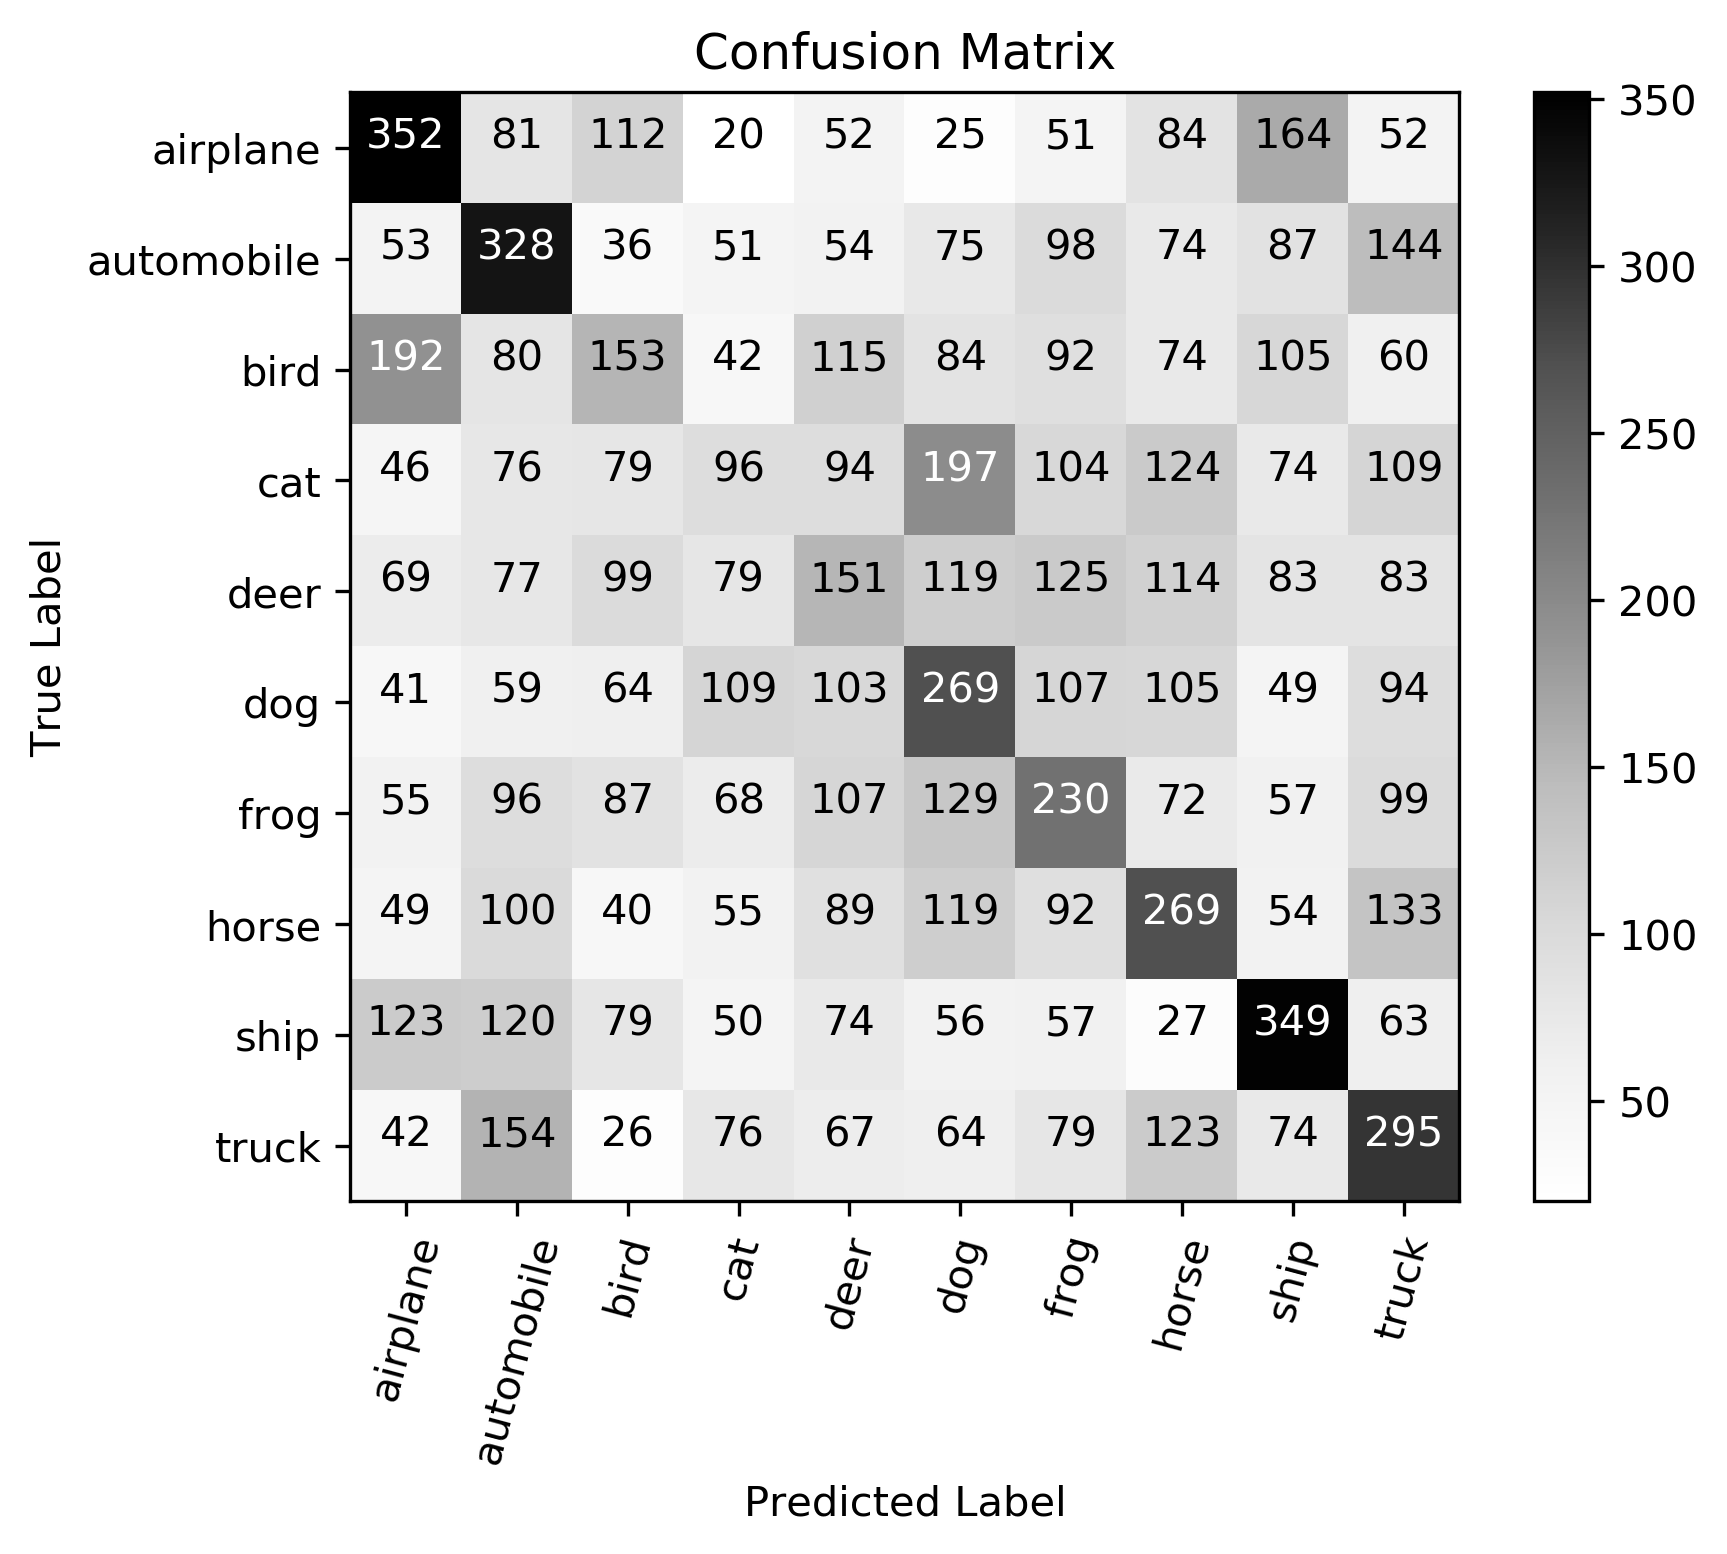 Confusion Matrix
airplane 352 81 112 20 52 25 51 84 164 52
automobile 53 328 36 51 54 75 98 74 87 144
bird 192 80 153 42 115 84 92 74 105 60
cat 46 76 79 96 94 197 104 124 74 109
deer 69 77 99 79 151 119 125 114 83 83
dog 41 59 64 109 103 269 107 105 49 94
frog 55 96 87 68 107 129 230 72 57 99
horse 49 100 40 55 89 119 92 269 54 133
ship 123 120 79 50 74 56 57 27 349 63
truck 42 154 26 76 67 64 79 123 74 295
True Label
airplane automobile bird cat deer dog frog horse ship truck
Predicted Label
350
300
250
200
150
100
50